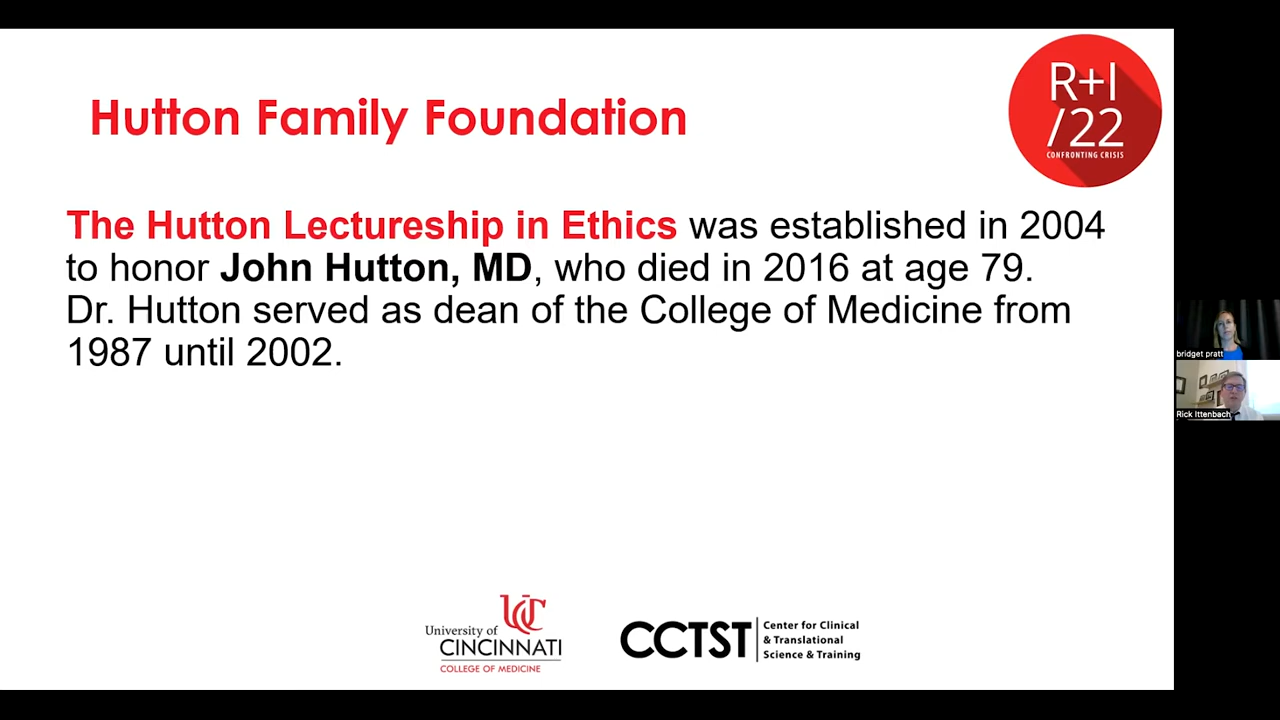 Hutton Family Foundation
R+I
/22
CONFRONTING CRISIS
The Hutton Lectureship in Ethics was established in 2004
to honor John Hutton, MD, who died in 2016 at age 79.
Dr. Hutton served as dean of the College of Medicine from
1987 until 2002.
bridget pratt
Rick Ittenbach
UC
University of
CINCINNATI
COLLEGE OF MEDICINE
CCTST
Center for Clinical
& Translational
Science & Training